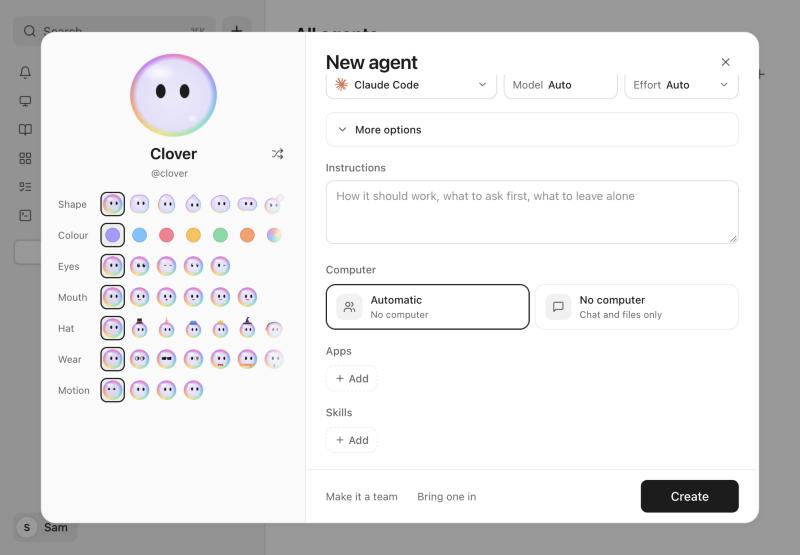 Search
All agents
New agent
Claude Code
Model Auto
Effort Auto
More options
Clover
@clover
Shape
Colour
Eyes
Mouth
Hat
Wear
Motion
Instructions
How it should work, what to ask first, what to leave alone
Computer
Automatic
No computer
No computer
Chat and files only
Apps
+ Add
Skills
+ Add
Make it a team
Bring one in
Create
S Sam